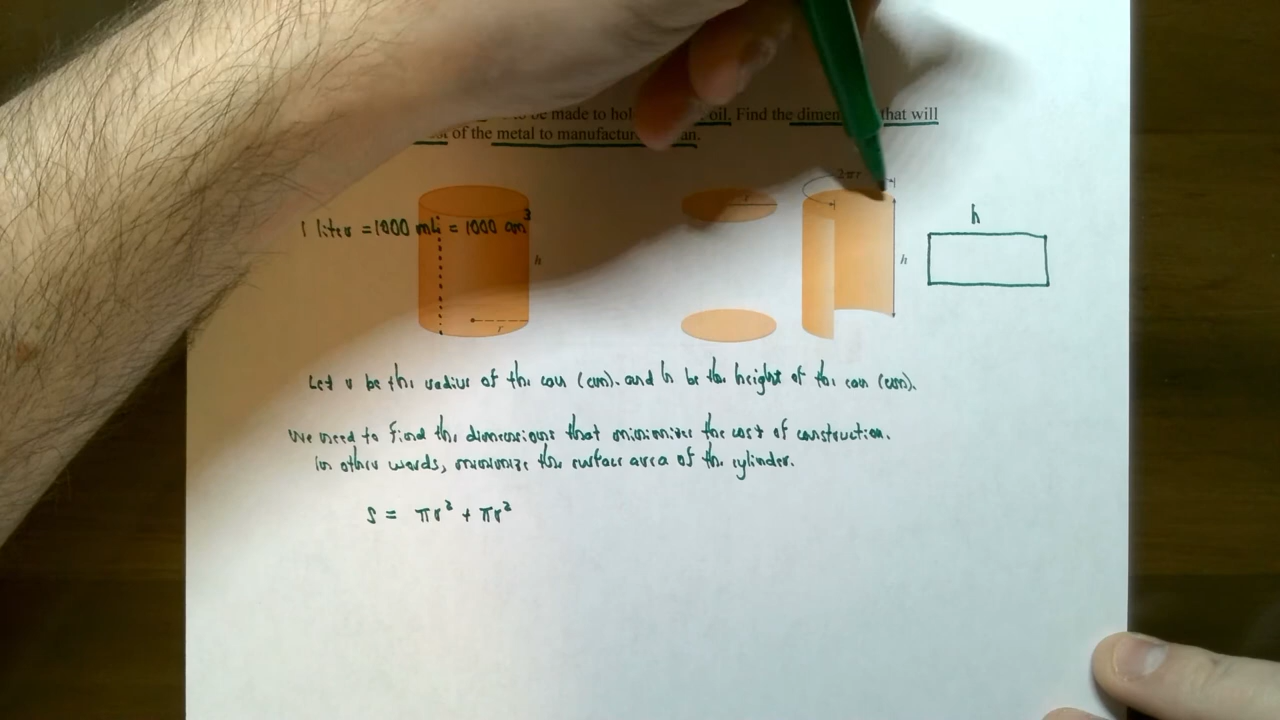 to be made to hol oil. Find the dimen that will
of the metal to manufactur an.
2πr
r
h
1 liter = 1000 mL = 1000 cm³
h
h
r
Let r be the radius of the can (cm). and h be the height of the can (cm).
We need to find the dimensions that minimizes the cost of construction.
In other words, minimize the surface area of the cylinder.
S = πr² + πr²